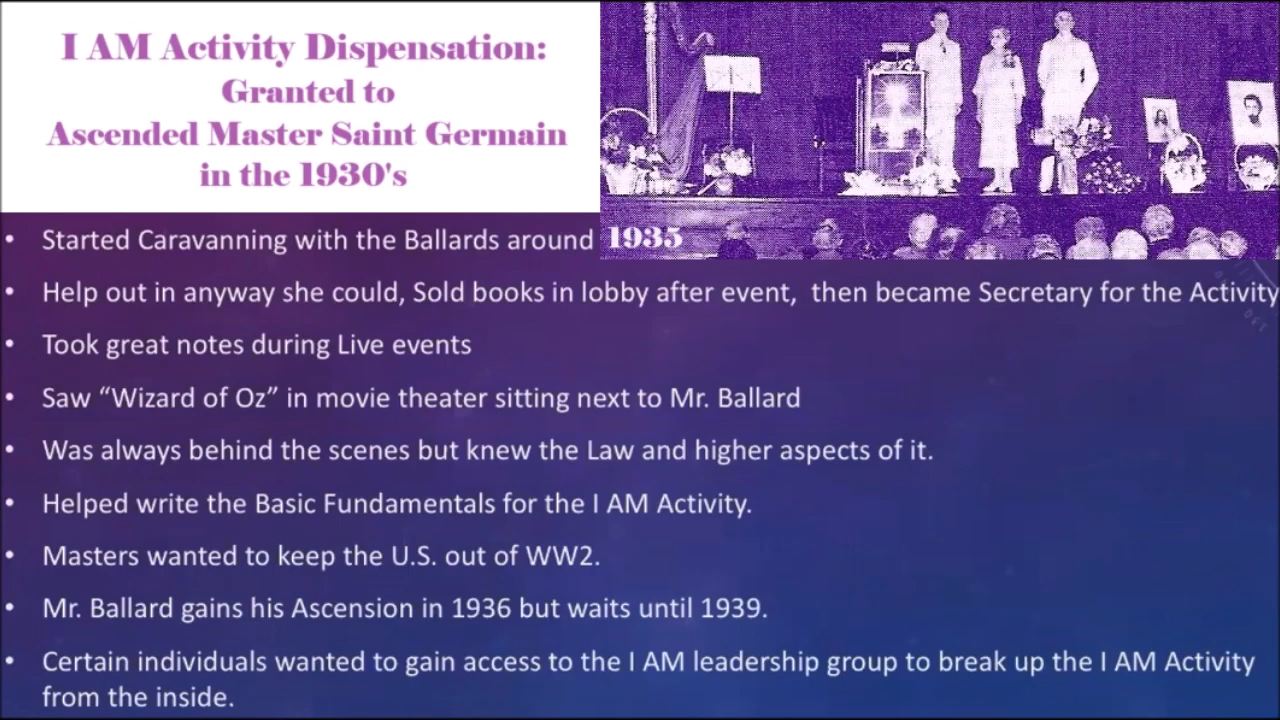 I AM Activity Dispensation:
Granted to
Ascended Master Saint Germain
in the 1930's
• Started Caravanning with the Ballards around 1935
• Help out in anyway she could, Sold books in lobby after event, then became Secretary for the Activity
• Took great notes during Live events
• Saw “Wizard of Oz” in movie theater sitting next to Mr. Ballard
• Was always behind the scenes but knew the Law and higher aspects of it.
• Helped write the Basic Fundamentals for the I AM Activity.
• Masters wanted to keep the U.S. out of WW2.
• Mr. Ballard gains his Ascension in 1936 but waits until 1939.
• Certain individuals wanted to gain access to the I AM leadership group to break up the I AM Activity
from the inside.